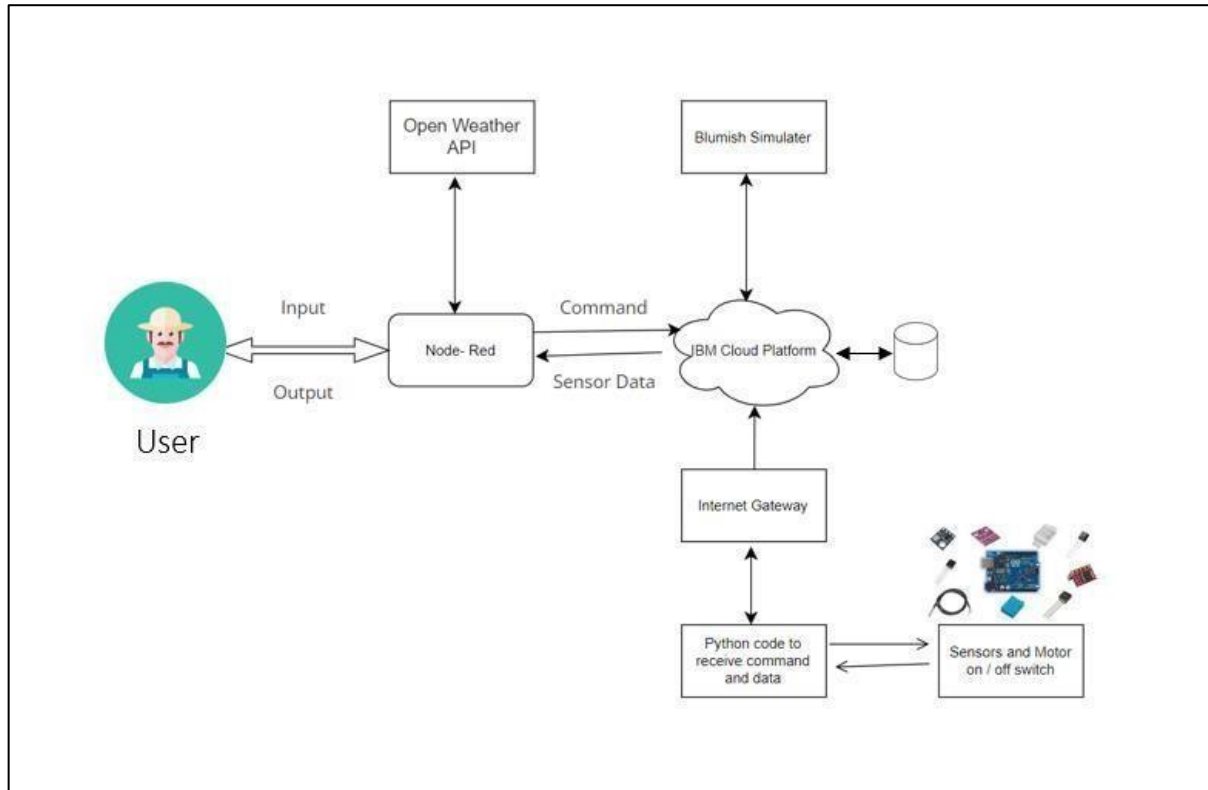 Open Weather
API
Blumish Simulater
Input
Command
Node- Red
IBM Cloud Platform
Output
Sensor Data
User
Internet Gateway
Python code to
receive command
and data
Sensors and Motor
on / off switch